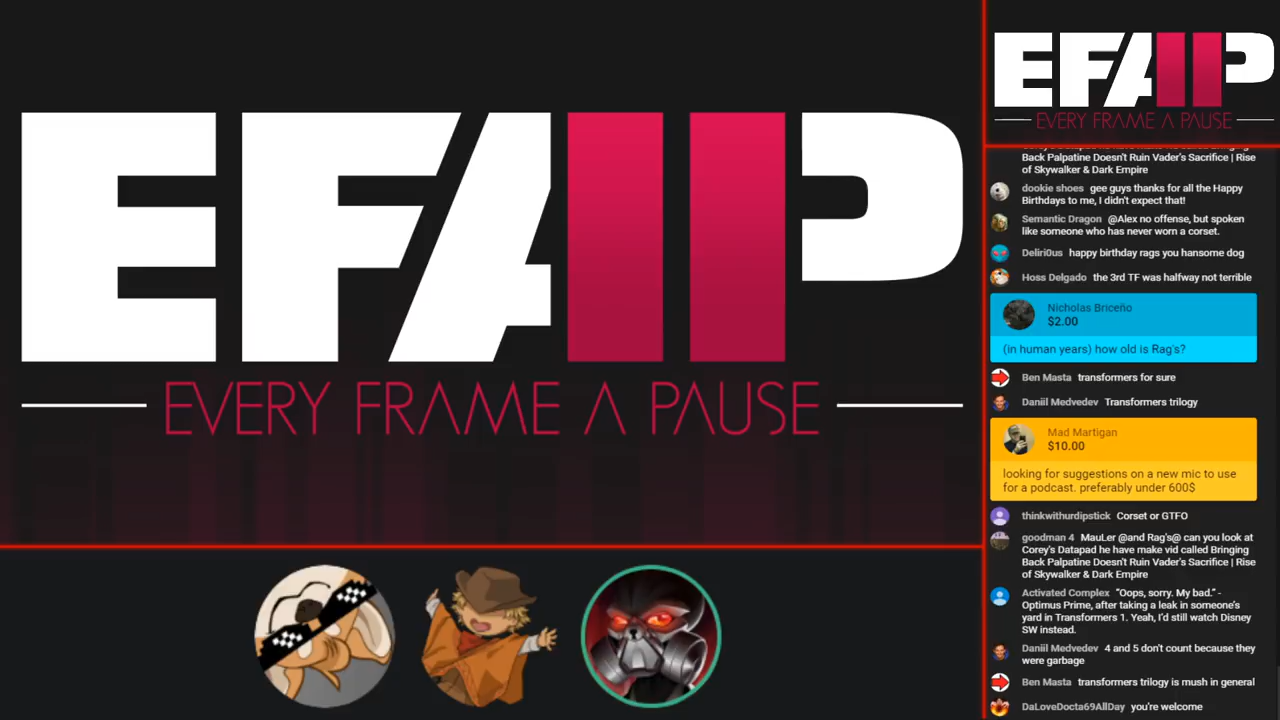 EFAP
EVERY FRAME A PAUSE
EFAP
EVERY FRAME A PAUSE
Back Palpatine Doesn't Ruin Vader's Sacrifice | Rise
of Skywalker & Dark Empire
dookie shoes gee guys thanks for all the Happy
Birthdays to me, I didn't expect that!
Semantic Dragon @Alex no offense, but spoken
like someone who has never worn a corset.
Deliri0us happy birthday rags you hansome dog
Hoss Delgado the 3rd TF was halfway not terrible
Nicholas Briceño
$2.00
(in human years) how old is Rag's?
Ben Masta transformers for sure
Daniil Medvedev Transformers trilogy
Mad Martigan
$10.00
looking for suggestions on a new mic to use
for a podcast. preferably under 600$
thinkwithurdipstick Corset or GTFO
goodman 4 MauLer @and Rag's@ can you look at
Corey's Datapad he have make vid called Bringing
Back Palpatine Doesn't Ruin Vader's Sacrifice | Rise
of Skywalker & Dark Empire
Activated Complex “Oops, sorry. My bad.” -
Optimus Prime, after taking a leak in someone’s
yard in Transformers 1. Yeah, I’d still watch Disney
SW instead.
Daniil Medvedev 4 and 5 don't count because they
were garbage
Ben Masta transformers trilogy is mush in general
DaLoveDocta69AllDay you're welcome